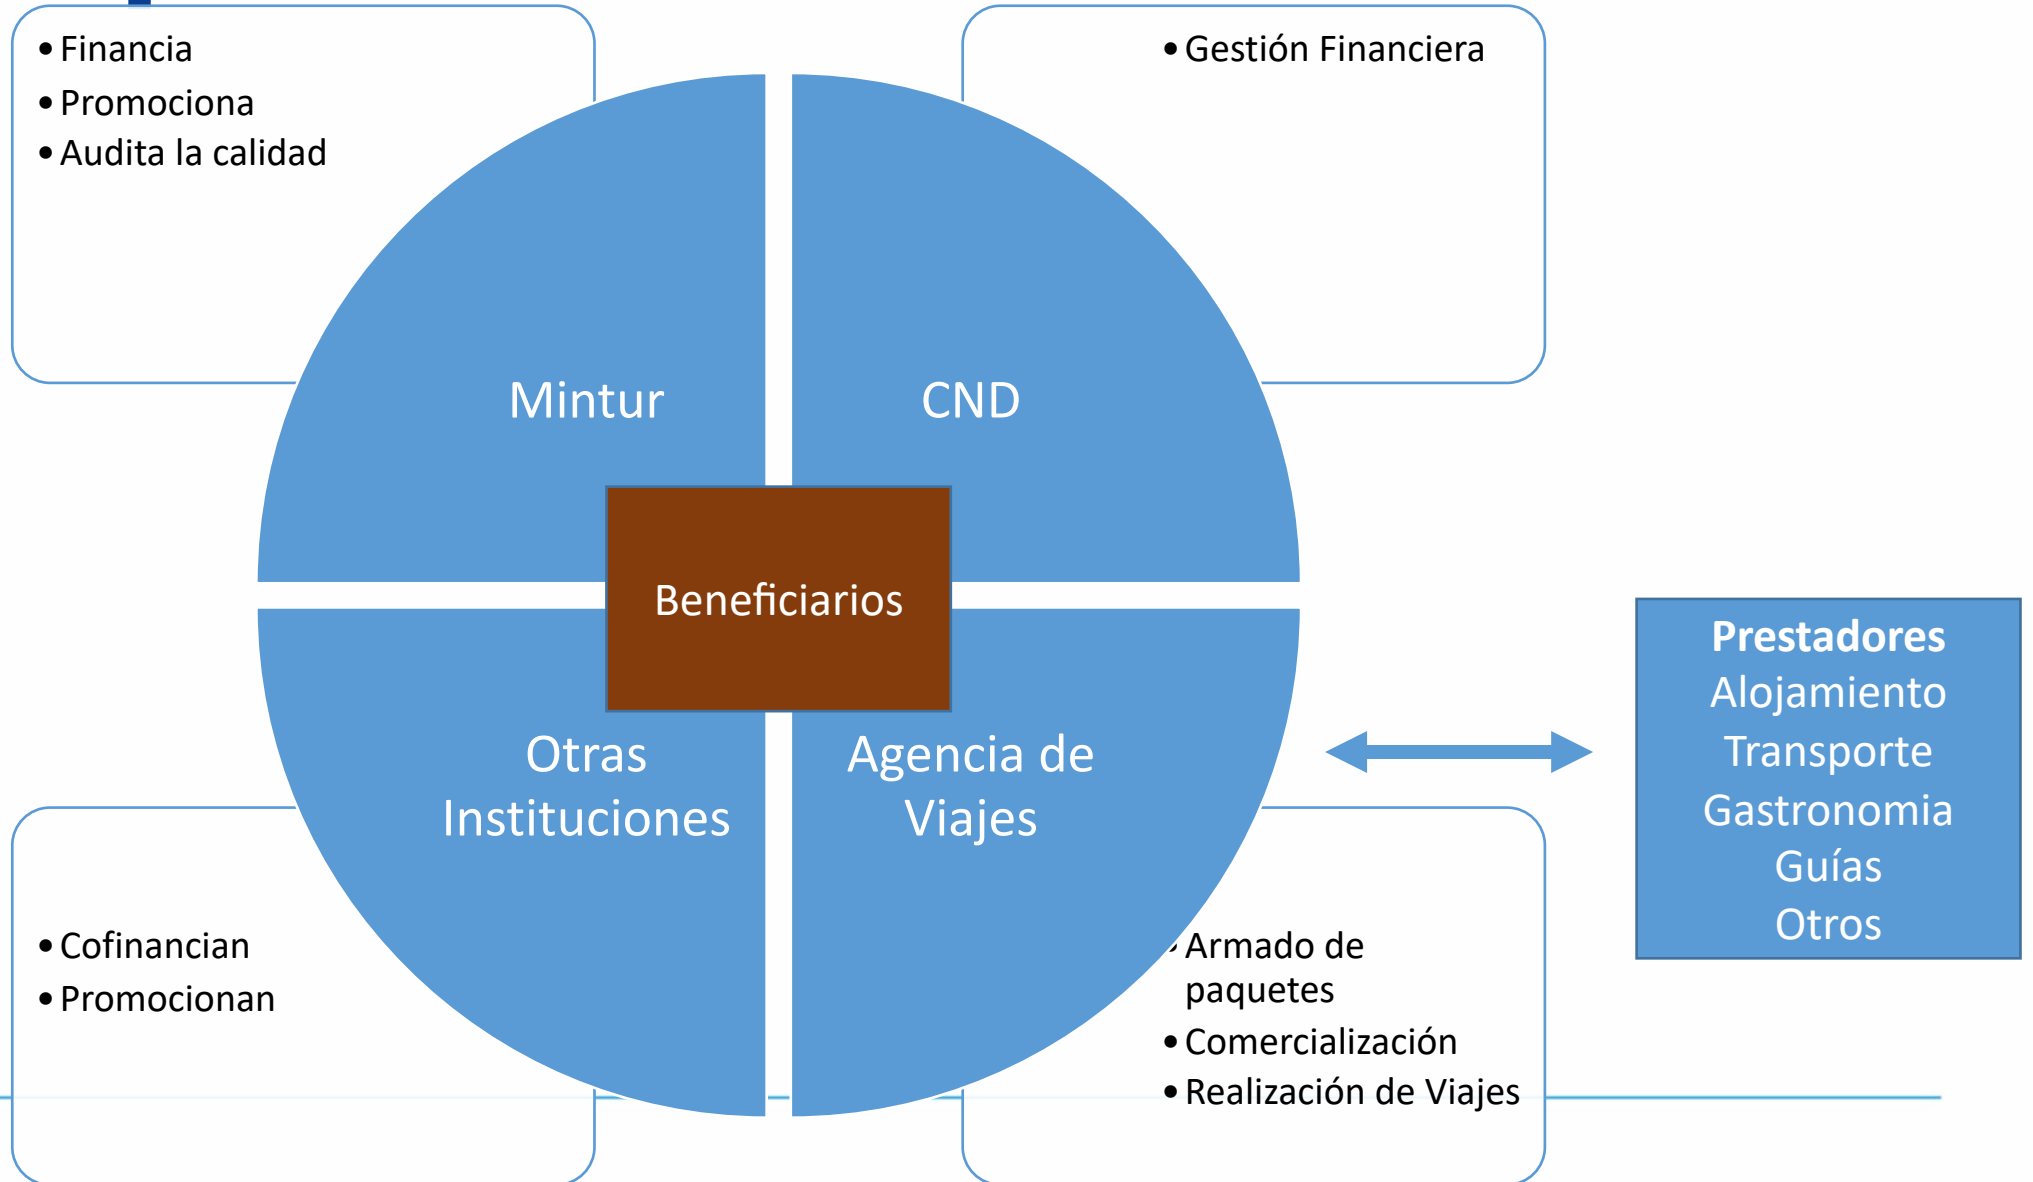 • Financia
• Promociona
• Audita la calidad
• Gestión Financiera
Mintur
CND
Beneficiarios
Otras
Instituciones
Agencia de
Viajes
• Cofinancian
• Promocionan
• Armado de
paquetes
• Comercialización
• Realización de Viajes
Prestadores
Alojamiento
Transporte
Gastronomia
Guías
Otros